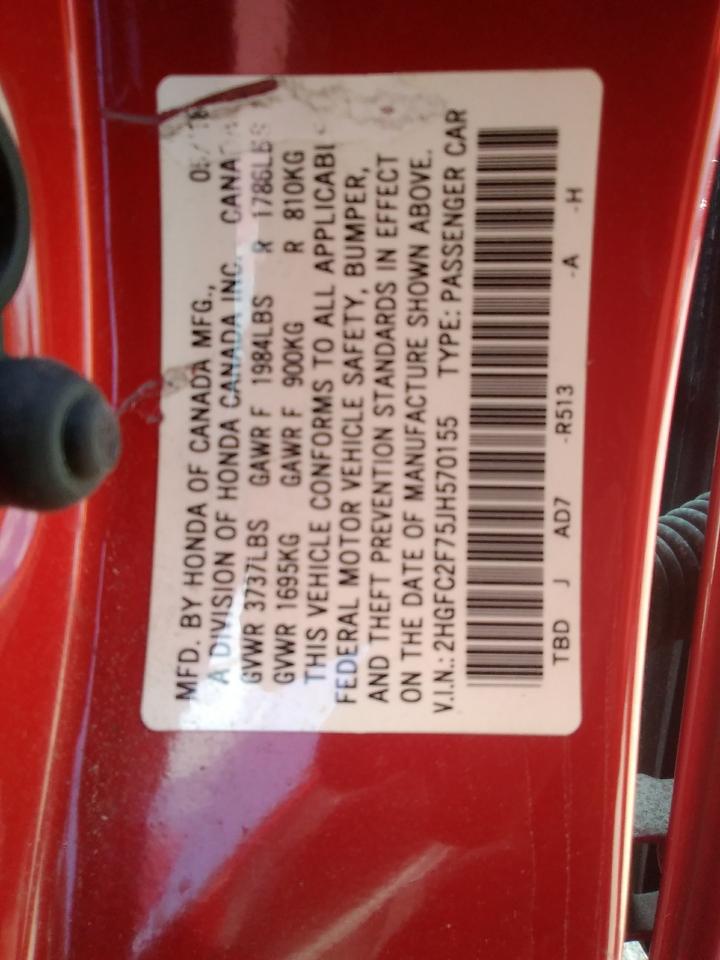 MFD. BY HONDA OF CANADA MFG.,
A DIVISION OF HONDA CANADA INC.
GVWR 3737LBS GAWR F 1984LBS R 1786LBS
GVWR 1695KG GAWR F 900KG R 810KG
THIS VEHICLE CONFORMS TO ALL APPLICABL
FEDERAL MOTOR VEHICLE SAFETY, BUMPER,
AND THEFT PREVENTION STANDARDS IN EFFECT
ON THE DATE OF MANUFACTURE SHOWN ABOVE.
V.I.N.: 2HGFC2F75JH570155 TYPE: PASSENGER CAR
TBD J AD7 -R513 -A -H